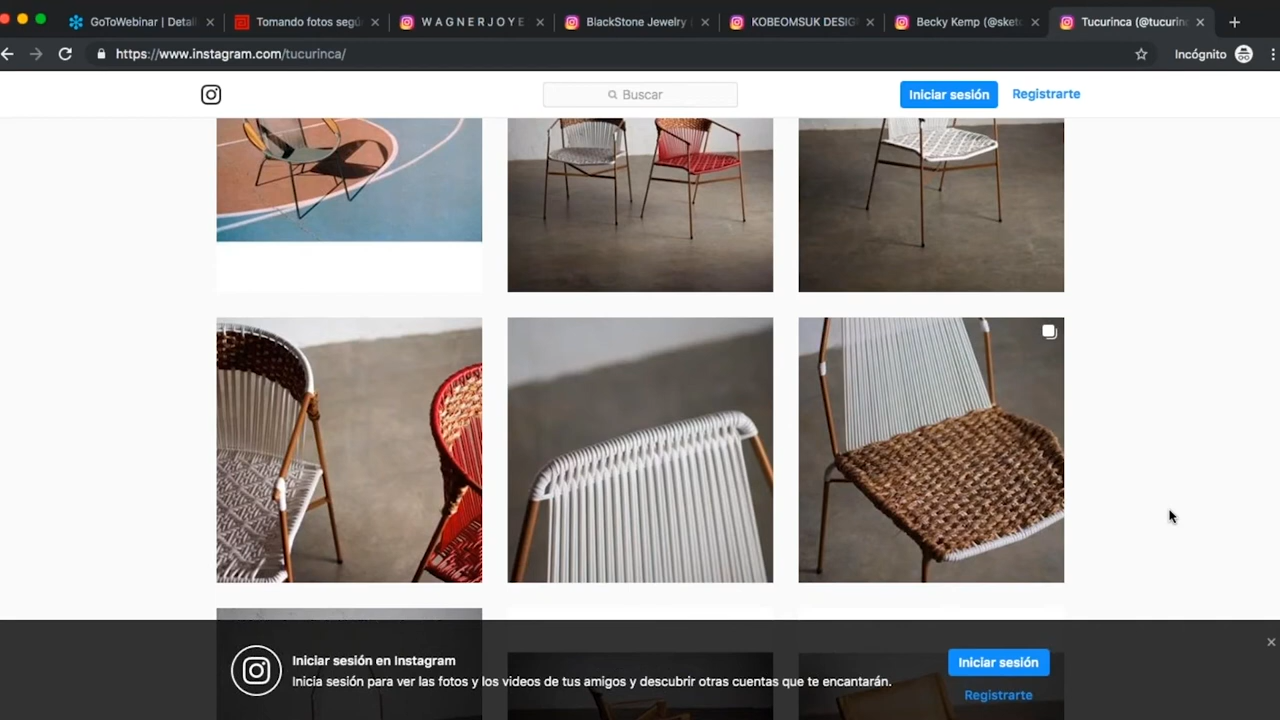 GoToWebinar | Detal
Tomando fotos según
W A G N E R J O Y E
BlackStone Jewelry (
KOBEOMSUK DESIG
Becky Kemp (@sket
Tucurinca (@tucurin
https://www.instagram.com/tucurinca/
Incógnito
Buscar
Iniciar sesión
Registrarte
Iniciar sesión en Instagram
Inicia sesión para ver las fotos y los videos de tus amigos y descubrir otras cuentas que te encantarán.
Iniciar sesión
Registrarte